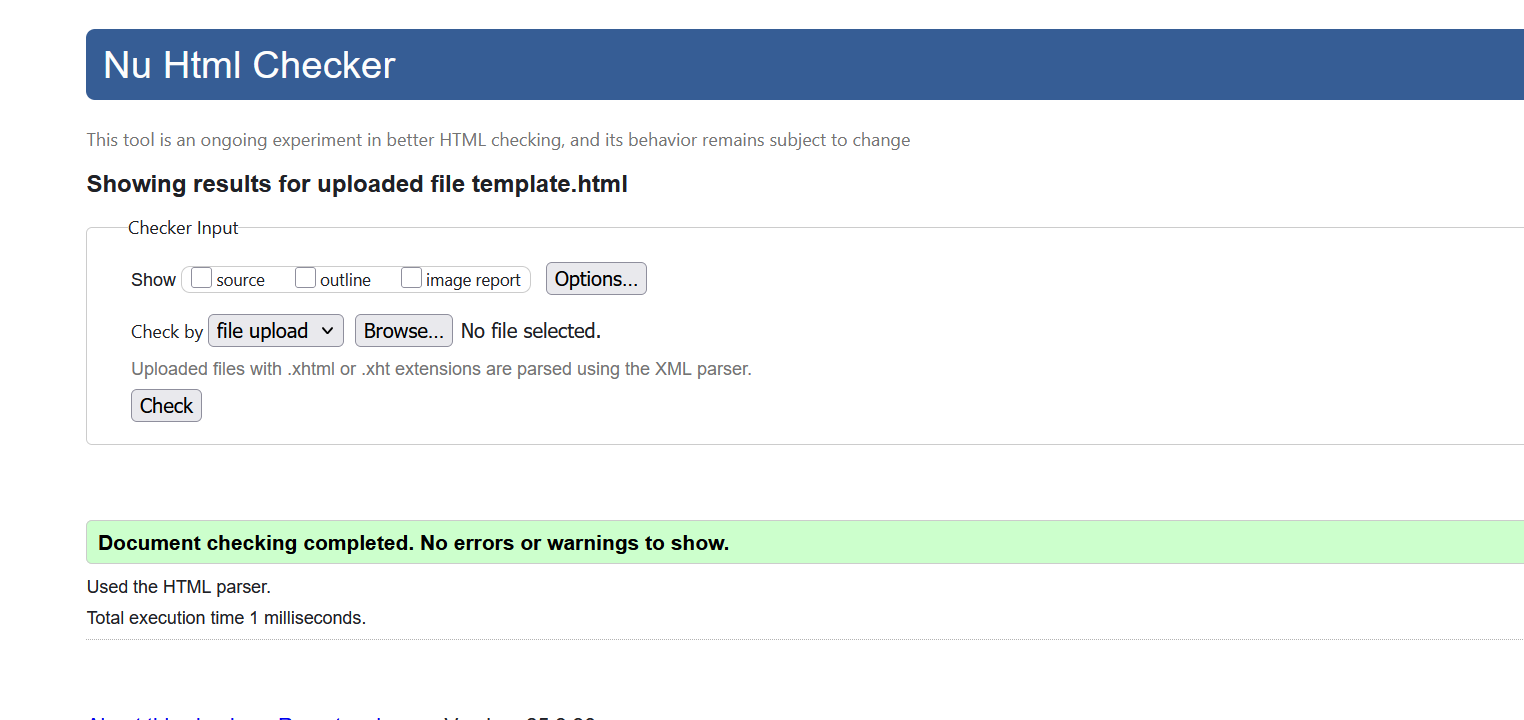 Nu Html Checker
This tool is an ongoing experiment in better HTML checking, and its behavior remains subject to change
Showing results for uploaded file template.html
Checker Input
Show source outline image report Options...
Check by file upload Browse... No file selected.
Uploaded files with .xhtml or .xht extensions are parsed using the XML parser.
Check
Document checking completed. No errors or warnings to show.
Used the HTML parser.
Total execution time 1 milliseconds.